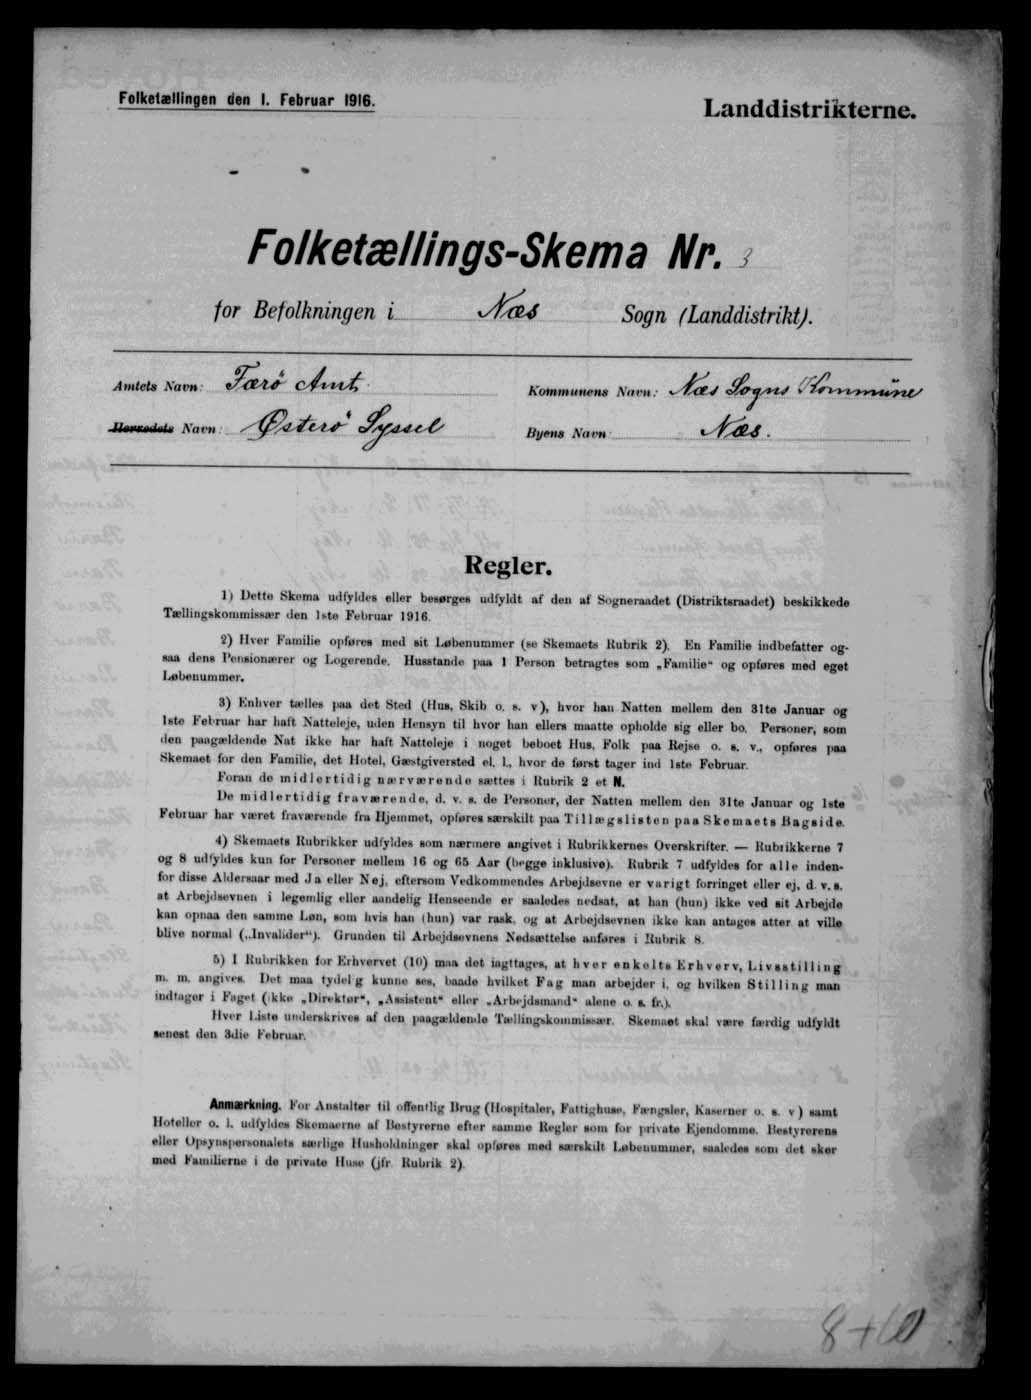 Folketællingen den 1. Februar 1916.
Landdistrikterne.
Folketællings-Skema Nr. 3
for Befolkningen i Næs Sogn (Landdistrikt).
Amtets Navn: Færö Amt.
Kommunens Navn: Næs Sogns Kommune
Herredets Navn: Østerö Syssel
Byens Navn Næs.
Regler.
1) Dette Skema udfyldes eller besørges udfyldt af den af Sogneraadet (Distriktsraadet) beskikkede
Tællingskommissær den 1ste Februar 1916.
2) Hver Familie opføres med sit Løbenummer (se Skemaets Rubrik 2). En Familie indbefatter og-
saa dens Pensionærer og Logerende. Husstande paa 1 Person betragtes som „Familie“ og opføres med eget
Løbenummer.
3) Enhver tælles paa det Sted (Hus, Skib o. s. v), hvor han Natten mellem den 31te Januar og
1ste Februar har haft Natteleje, uden Hensyn til hvor han ellers maatte opholde sig eller bo. Personer, som
den paagældende Nat ikke har haft Natteleje i noget beboet Hus, Folk paa Rejse o. s. v., opføres paa
Skemaet for den Familie, det Hotel, Gæstgiversted el. l., hvor de først tager ind 1ste Februar.
Foran de midlertidig nærværende sættes i Rubrik 2 et N.
De midlertidig fraværende, d. v. s. de Personer, der Natten mellem den 31te Januar og 1ste
Februar har været fraværende fra Hjemmet, opføres særskilt paa Tillægslisten paa Skemaets Bagside.
4) Skemaets Rubrikker udfyldes som nærmere angivet i Rubrikkernes Overskrifter. — Rubrikkerne 7
og 8 udfyldes kun for Personer mellem 16 og 65 Aar (begge inklusive). Rubrik 7 udfyldes for alle inden-
for disse Aldersaar med Ja eller Nej, eftersom Vedkommendes Arbejdsevne er varigt forringet eller ej, d. v. s.
at Arbejdsevnen i legemlig eller aandelig Henseende er saaledes nedsat, at han (hun) ikke ved sit Arbejde
kan opnaa den samme Løn, som hvis han (hun) var rask, og at Arbejdsevnen ikke kan antages atter at ville
blive normal („Invalider“). Grunden til Arbejdsevnens Nedsættelse anføres i Rubrik 8.
5) I Rubrikken for Erhvervet (10) maa det iagttages, at hver enkelts Erhverv, Livsstilling
m. m. angives. Det maa tydelig kunne ses, baade hvilket Fag man arbejder i, og hvilken Stilling man
indtager i Faget (ikke „Direktør“, „Assistent“ eller „Arbejdsmand“ alene o. s. fr.).
Hver Liste underskrives af den paagældende Tællingskommissær. Skemaet skal være færdig udfyldt
senest den 3die Februar.
Anmærkning. For Anstalter til offentlig Brug (Hospitaler, Fattighuse, Fængsler, Kaserner o. s. v) samt
Hoteller o. l. udfyldes Skemaerne af Bestyrerne efter samme Regler som for private Ejendomme. Bestyrerens
eller Opsynspersonalets særlige Husholdninger skal opføres med særskilt Løbenummer, saaledes som det sker
med Familierne i de private Huse (jfr. Rubrik 2).